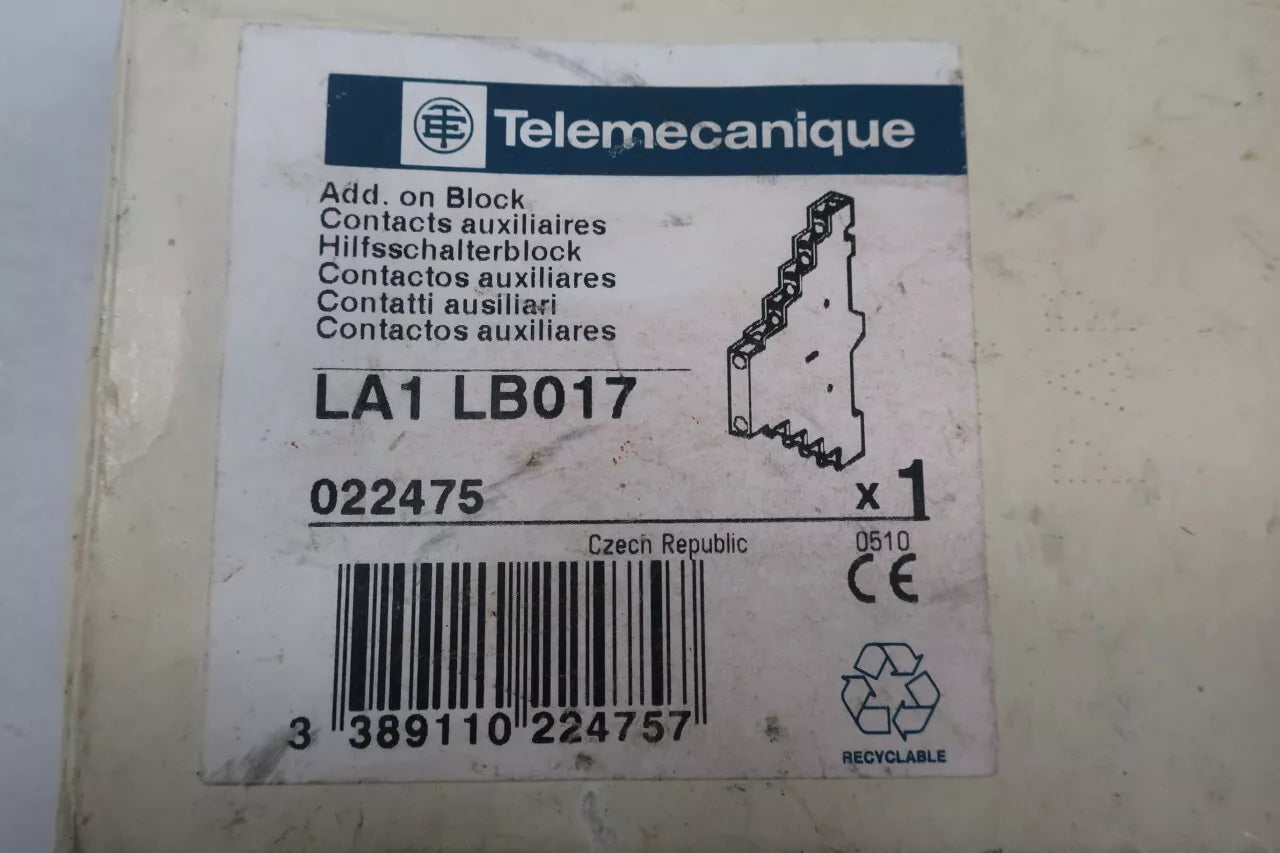 Telemecanique
Add. on Block
Contacts auxiliaires
Hilfsschalterblock
Contactos auxiliares
Contatti ausiliari
Contactos auxiliares
LA1 LB017
022475
x 1
Czech Republic
0510
CE
3 389110 224757
RECYCLABLE